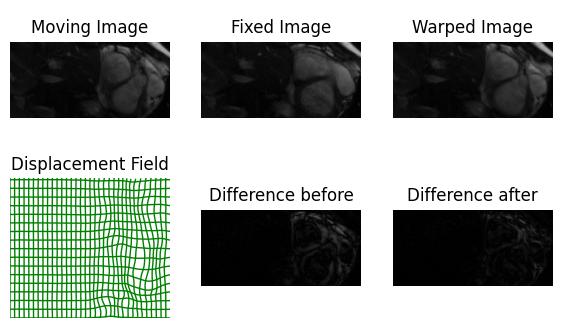 Moving Image
Fixed Image
Warped Image
Displacement Field
Difference before
Difference after